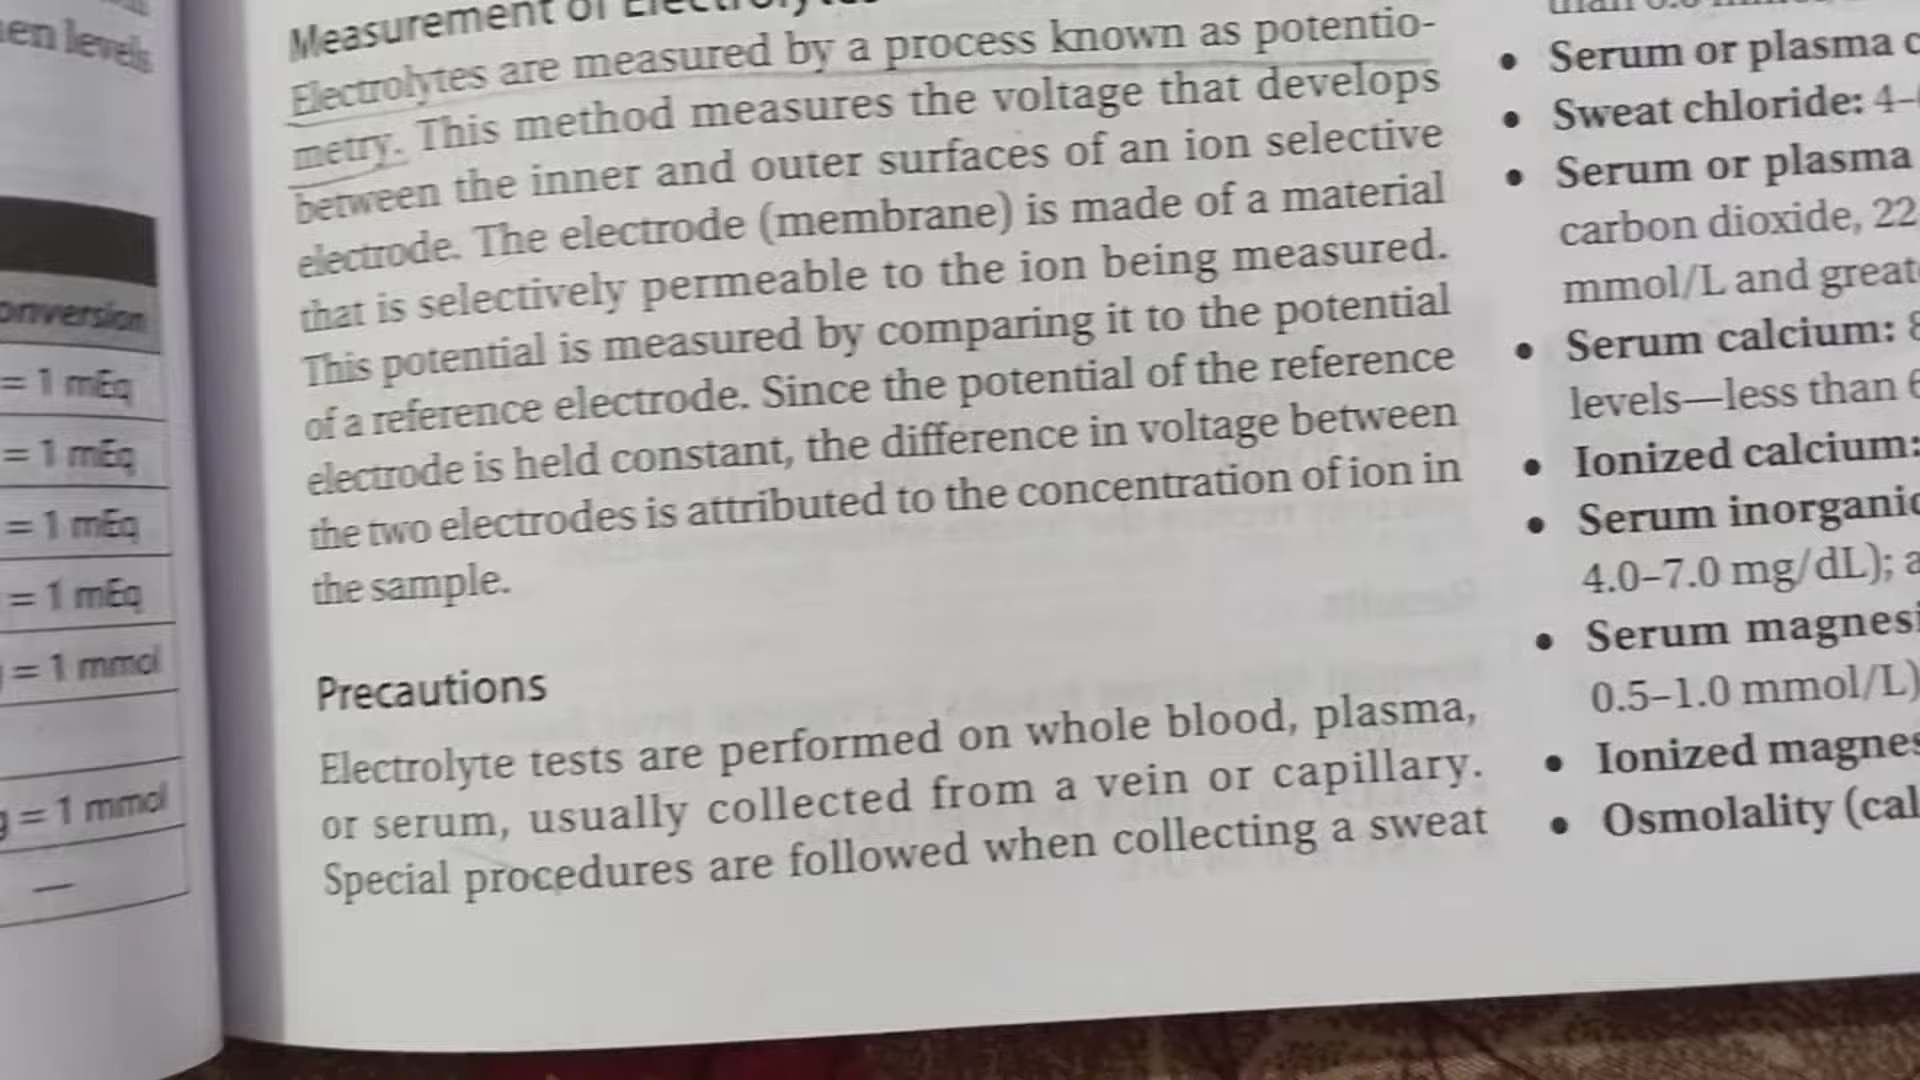 en levels
onversion
= 1 mEq
= 1 mEq
= 1 mEq
= 1 mEq
= 1 mmol
g = 1 mmol
—
Measurement of Electrolytes
Electrolytes are measured by a process known as potentio-
metry. This method measures the voltage that develops
between the inner and outer surfaces of an ion selective
electrode. The electrode (membrane) is made of a material
that is selectively permeable to the ion being measured.
This potential is measured by comparing it to the potential
of a reference electrode. Since the potential of the reference
electrode is held constant, the difference in voltage between
the two electrodes is attributed to the concentration of ion in
the sample.
Precautions
Electrolyte tests are performed on whole blood, plasma,
or serum, usually collected from a vein or capillary.
Special procedures are followed when collecting a sweat
• Serum or plasma c
• Sweat chloride: 4–
• Serum or plasma
carbon dioxide, 22
mmol/L and great
• Serum calcium: 8
levels—less than 6
• Ionized calcium:
• Serum inorganic
4.0–7.0 mg/dL); a
• Serum magnesi
0.5–1.0 mmol/L)
• Ionized magnes
• Osmolality (cal